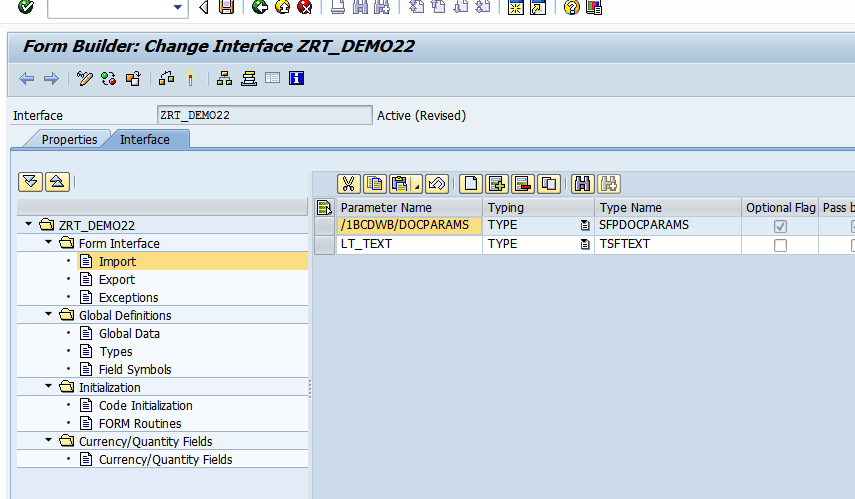 Form Builder: Change Interface ZRT_DEMO22
Interface ZRT_DEMO22 Active (Revised)
Properties Interface
Parameter Name Typing Type Name Optional Flag Pass b
/1BCDWB/DOCPARAMS TYPE SFPDOCPARAMS
LT_TEXT TYPE TSFTEXT
ZRT_DEMO22
Form Interface
Import
Export
Exceptions
Global Definitions
Global Data
Types
Field Symbols
Initialization
Code Initialization
FORM Routines
Currency/Quantity Fields
Currency/Quantity Fields